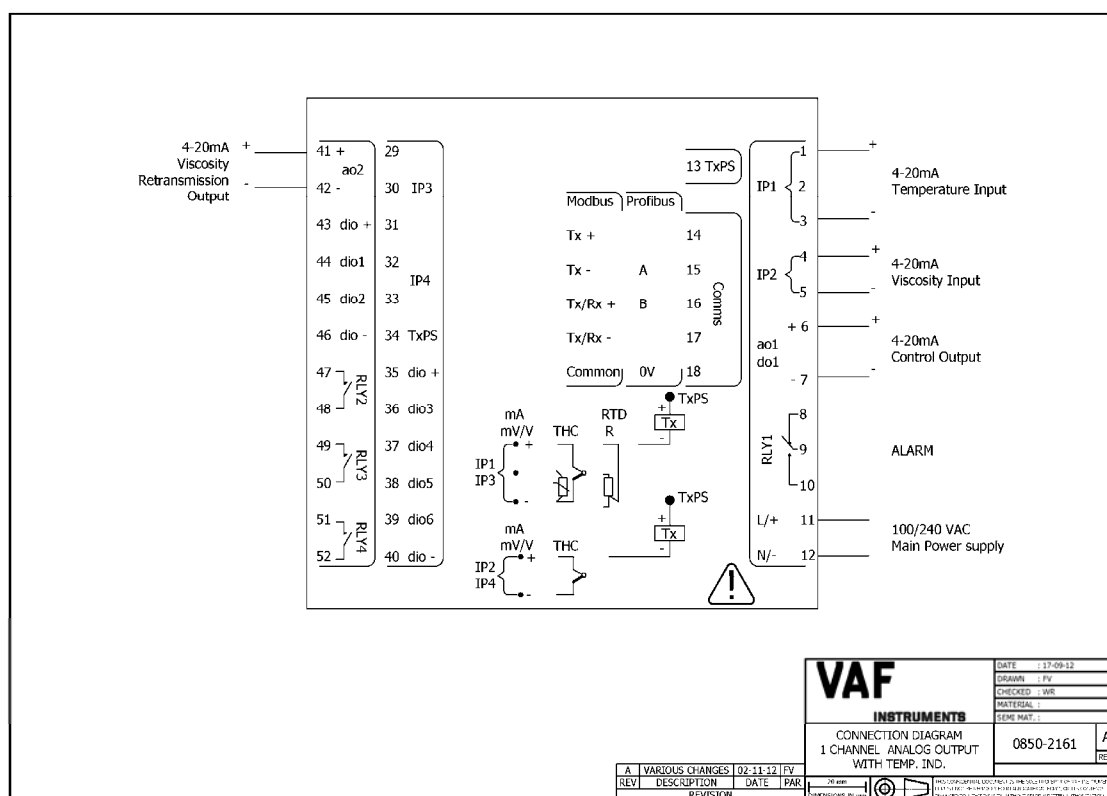 4-20mA +
Viscosity
Retransmission -
Output
41 +
ao2
42 -
43 dio +
44 dio1
45 dio2
46 dio -
47
RLY2
48
49
RLY3
50
51
RLY4
52
29
30 IP3
31
32
IP4
33
34 TxPS
35 dio +
36 dio3
37 dio4
38 dio5
39 dio6
40 dio -
13 TxPS
Modbus Profibus
Tx + 14
Tx - A 15
Tx/Rx + B 16
Tx/Rx - 17
Common 0V 18
Comms
mA
mV/V
+
-
IP1
IP3
THC
RTD
R
TxPS
+
Tx
-
mA
mV/V
+
-
IP2
IP4
THC
TxPS
+
Tx
-
IP1
1
2
3
IP2
4
5
+ 6
ao1
do1
- 7
RLY1
8
9
10
L/+ 11
N/- 12
+
4-20mA
Temperature Input
-
+
4-20mA
Viscosity Input
-
+
4-20mA
Control Output
-
ALARM
100/240 VAC
Main Power supply
!
VAF
INSTRUMENTS
DATE : 17-09-12
DRAWN : FV
CHECKED : WR
MATERIAL :
SEMI MAT. :
CONNECTION DIAGRAM
1 CHANNEL ANALOG OUTPUT
WITH TEMP. IND.
0850-2161
A
A VARIOUS CHANGES 02-11-12 FV
REV DESCRIPTION DATE PAR
REVISION
20 mm